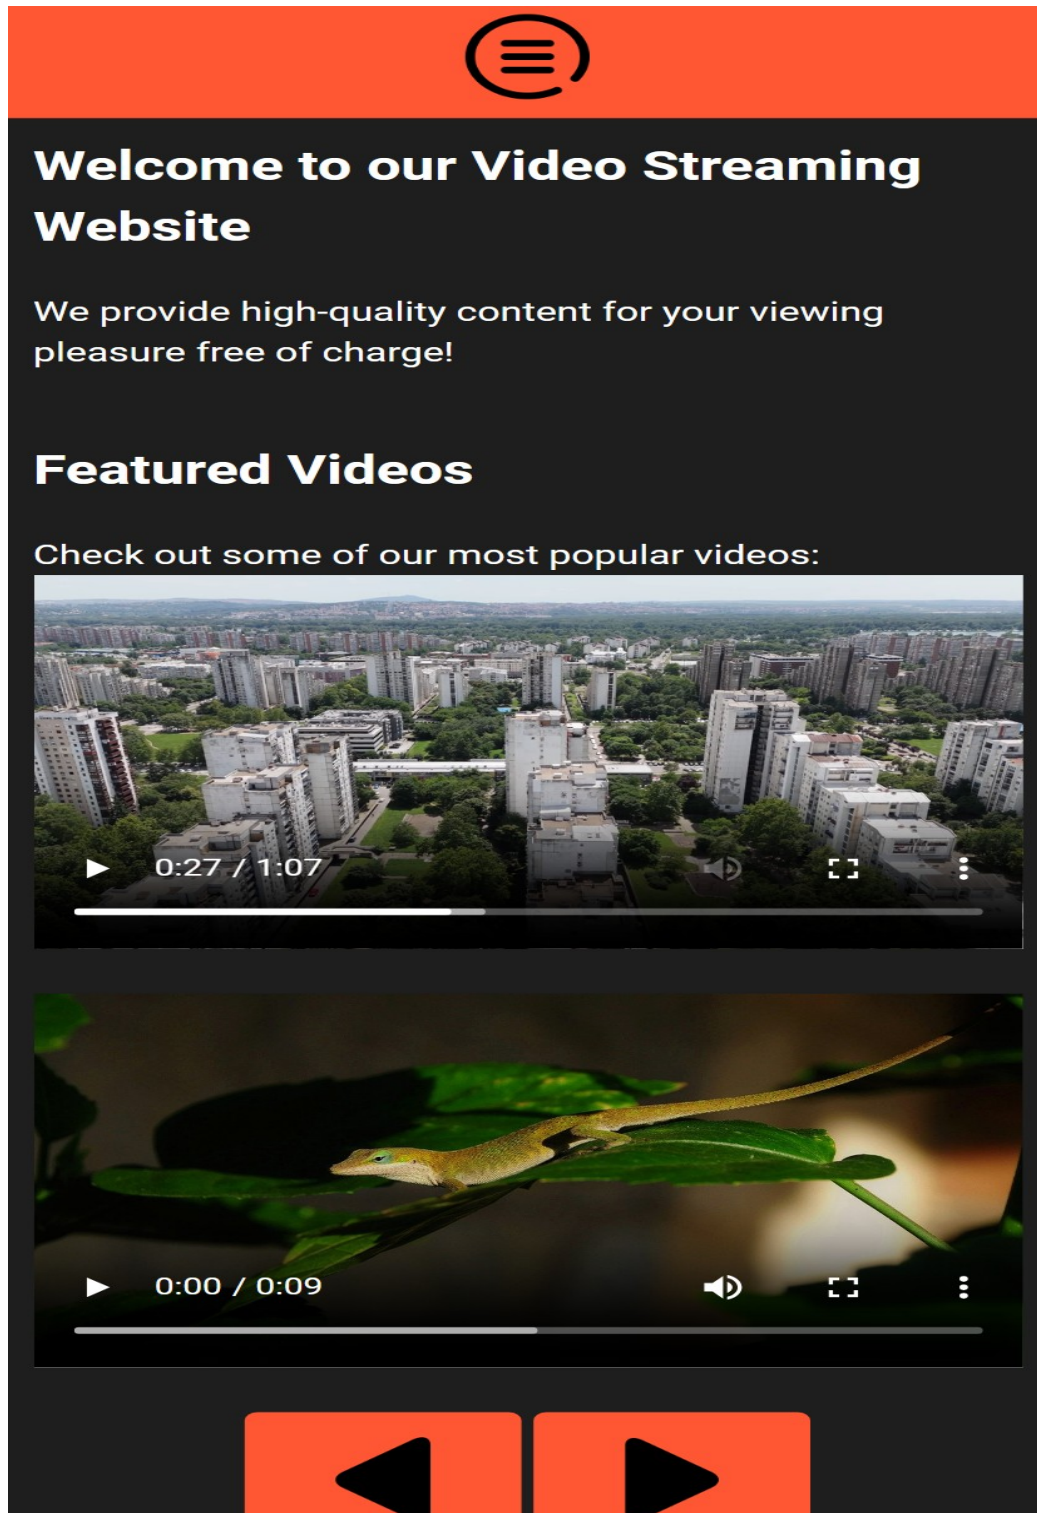 Welcome to our Video Streaming
Website
We provide high-quality content for your viewing
pleasure free of charge!
Featured Videos
Check out some of our most popular videos:
0:27 / 1:07
0:00 / 0:09